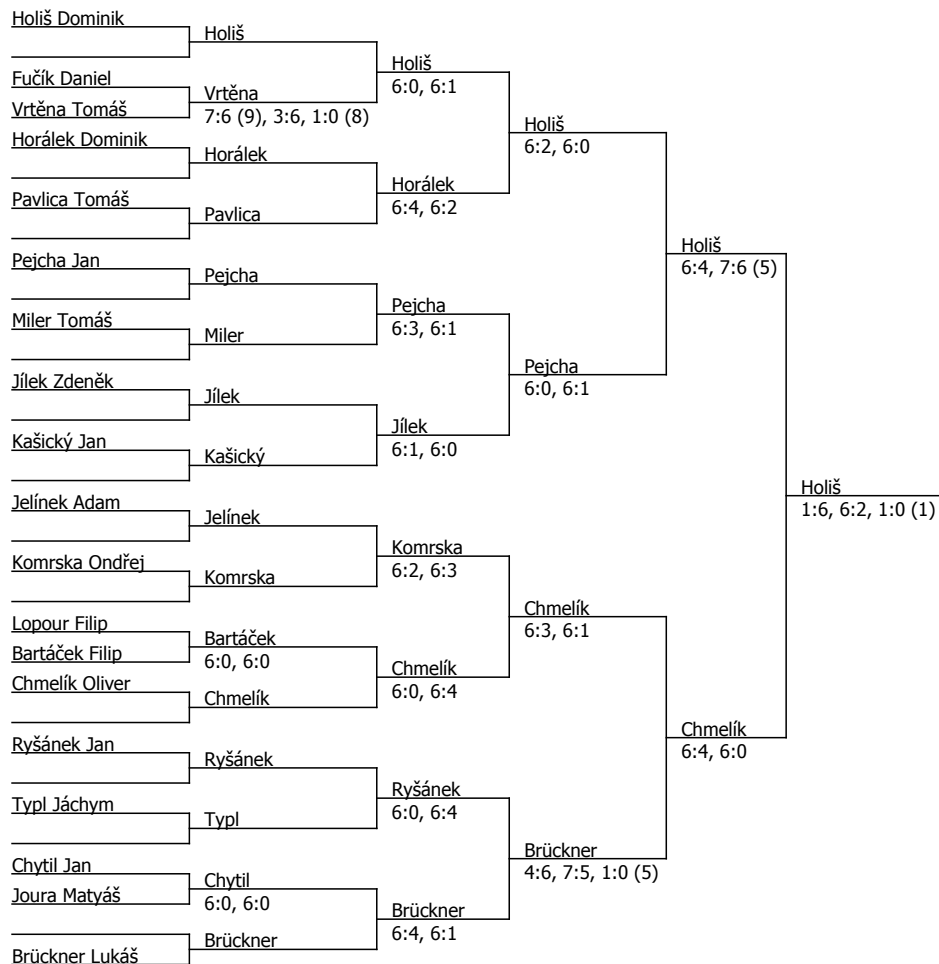 Holiš Dominik
Fučík Daniel
Vrtěna Tomáš
Horálek Dominik
Pavlica Tomáš
Pejcha Jan
Miler Tomáš
Jílek Zdeněk
Kašický Jan
Jelínek Adam
Komrska Ondřej
Lopour Filip
Bartáček Filip
Chmelík Oliver
Ryšánek Jan
Typl Jáchym
Chytil Jan
Joura Matyáš
Brückner Lukáš
Holiš
Vrtěna
7:6 (9), 3:6, 1:0 (8)
Horálek
Pavlica
Pejcha
Miler
Jílek
Kašický
Jelínek
Komrska
Bartáček
6:0, 6:0
Chmelík
Ryšánek
Typl
Chytil
6:0, 6:0
Brückner
Holiš
6:0, 6:1
Horálek
6:4, 6:2
Pejcha
6:3, 6:1
Jílek
6:1, 6:0
Komrska
6:2, 6:3
Chmelík
6:0, 6:4
Ryšánek
6:0, 6:4
Brückner
6:4, 6:1
Holiš
6:2, 6:0
Pejcha
6:0, 6:1
Chmelík
6:3, 6:1
Brückner
4:6, 7:5, 1:0 (5)
Holiš
6:4, 7:6 (5)
Chmelík
6:4, 6:0
Holiš
1:6, 6:2, 1:0 (1)